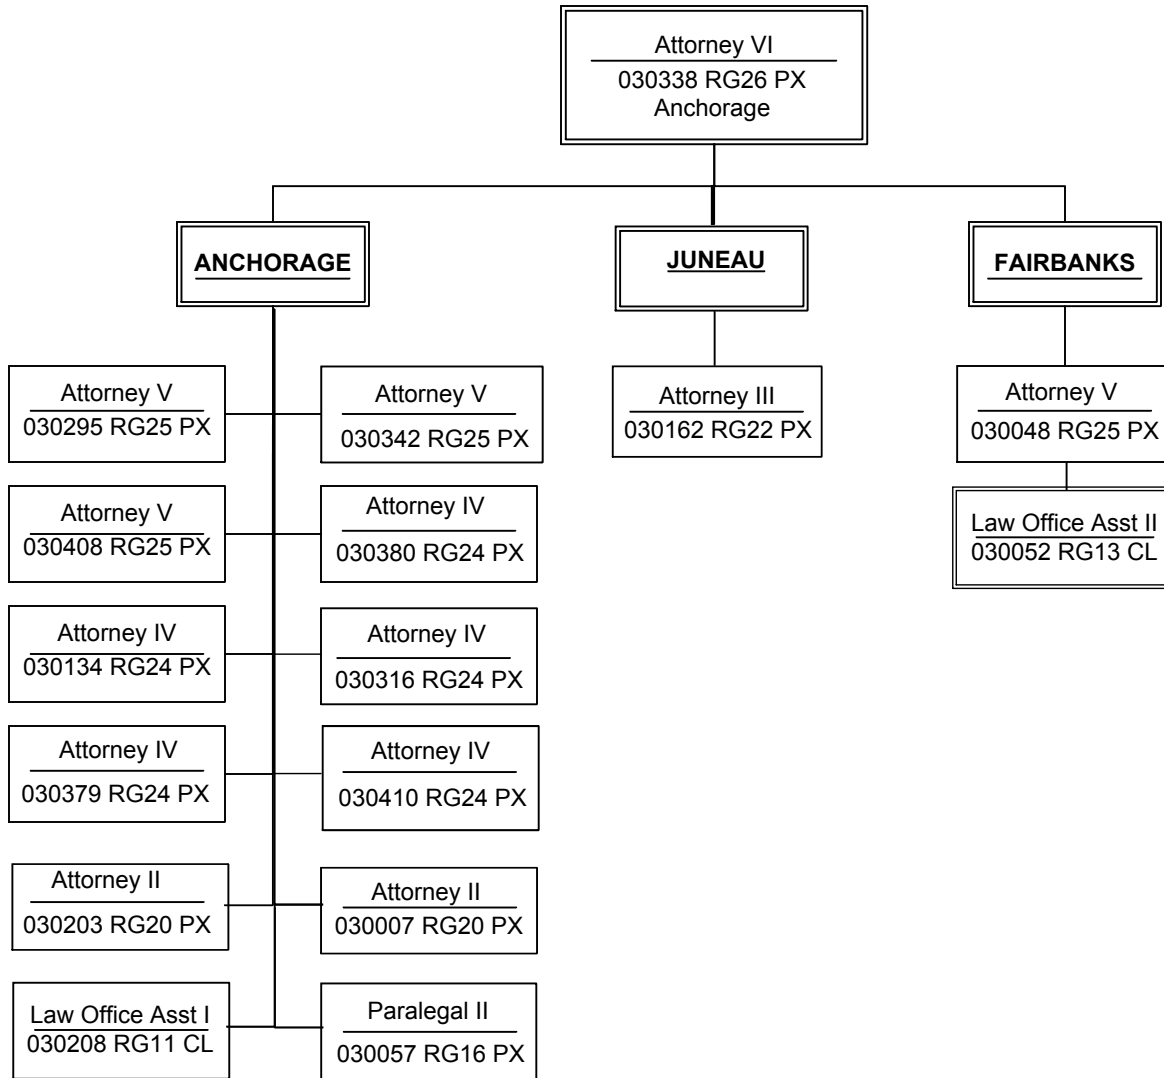 Attorney VI
030338 RG26 PX
Anchorage
ANCHORAGE
JUNEAU
FAIRBANKS
Attorney V
030295 RG25 PX
Attorney V
030342 RG25 PX
Attorney III
030162 RG22 PX
Attorney V
030048 RG25 PX
Attorney V
030408 RG25 PX
Attorney IV
030380 RG24 PX
Law Office Asst II
030052 RG13 CL
Attorney IV
030134 RG24 PX
Attorney IV
030316 RG24 PX
Attorney IV
030379 RG24 PX
Attorney IV
030410 RG24 PX
Attorney II
030203 RG20 PX
Attorney II
030007 RG20 PX
Law Office Asst I
030208 RG11 CL
Paralegal II
030057 RG16 PX